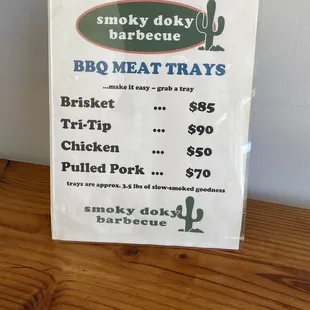 smoky doky
barbecue
BBQ MEAT TRAYS
...make it easy – grab a tray
Brisket ... $85
Tri-Tip ... $90
Chicken ... $50
Pulled Pork ... $70
trays are approx. 3.5 lbs of slow-smoked goodness
smoky doky
barbecue